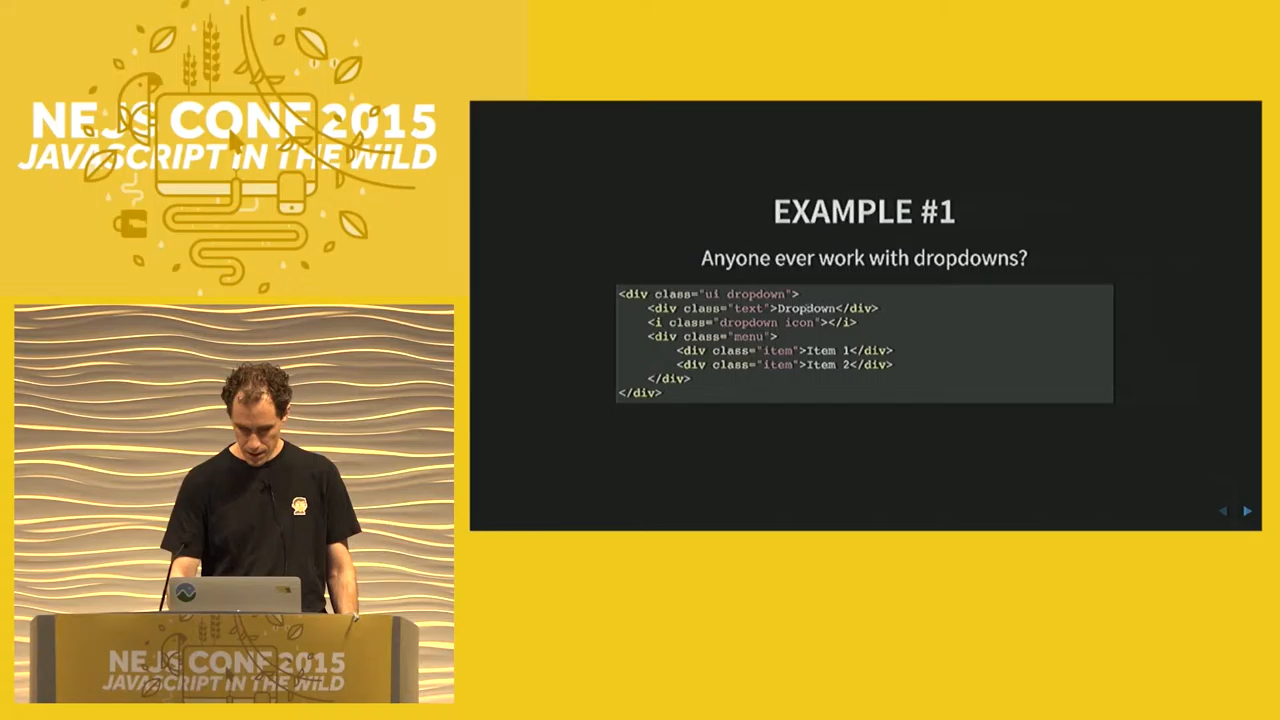 NEJS CONF 2015
JAVASCRIPT IN THE WILD
EXAMPLE #1
Anyone ever work with dropdowns?
<div class="ui dropdown">
    <div class="text">Dropdown</div>
    <i class="dropdown icon"></i>
    <div class="menu">
        <div class="item">Item 1</div>
        <div class="item">Item 2</div>
    </div>
</div>
NEJS CONF 2015
JAVASCRIPT IN THE WILD